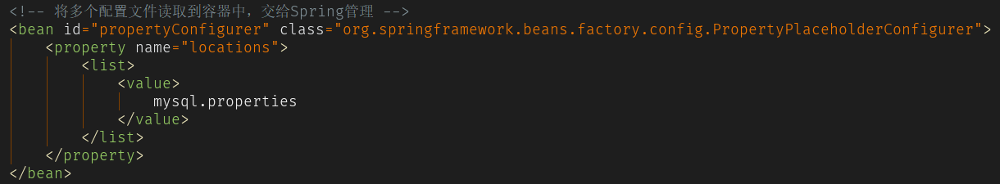 <!-- 将多个配置文件读取到容器中，交给Spring管理 -->
<bean id="propertyConfigurer" class="org.springframework.beans.factory.config.PropertyPlaceholderConfigurer">
    <property name="locations">
        <list>
            <value>
                mysql.properties
            </value>
        </list>
    </property>
</bean>